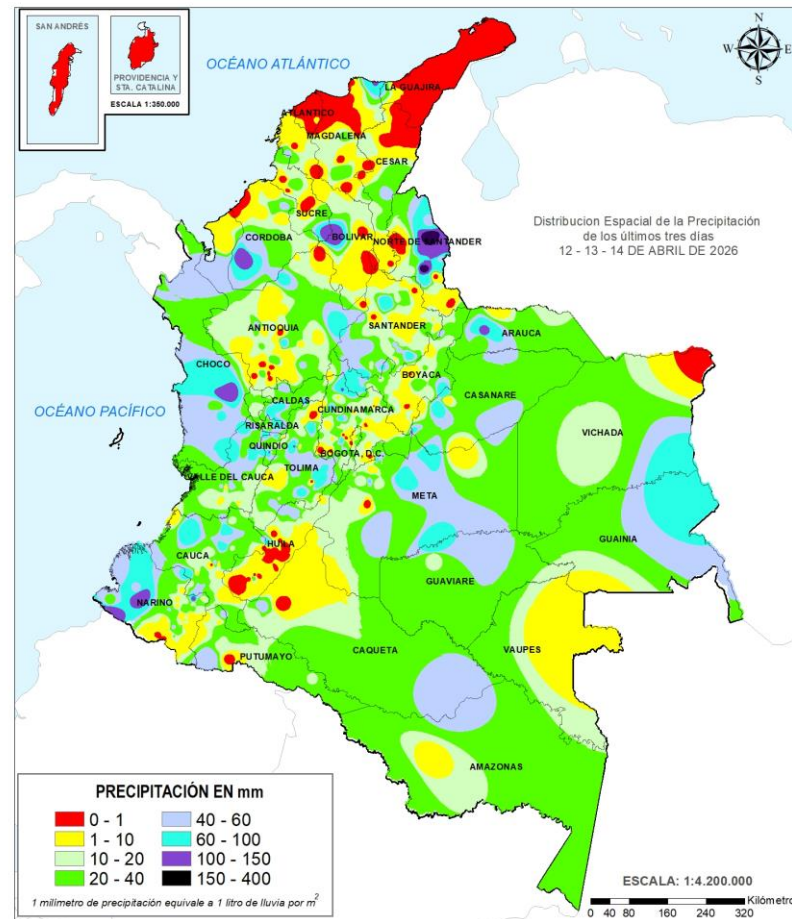 SAN ANDRÉS
PROVIDENCIA Y
STA. CATALINA
ESCALA 1:350.000
OCÉANO ATLÁNTICO
N
W
E
S
LA GUAJIRA
ATLANTICO
MAGDALENA
CESAR
SUCRE
CORDOBA
BOLIVAR
NORTE DE SANTANDER
Distribucion Espacial de la Precipitación
de los últimos tres días
12 - 13 - 14 DE ABRIL DE 2026
ANTIOQUIA
SANTANDER
ARAUCA
CHOCO
BOYACA
CASANARE
OCÉANO PACÍFICO
CALDAS
CUNDINAMARCA
RISARALDA
VICHADA
QUINDIO
BOGOTA, D.C.
TOLIMA
VALLE DEL CAUCA
META
GUAINIA
HUILA
CAUCA
GUAVIARE
NARIÑO
CAQUETA
VAUPES
PUTUMAYO
AMAZONAS
PRECIPITACIÓN EN mm
0 - 1
40 - 60
1 - 10
60 - 100
10 - 20
100 - 150
20 - 40
150 - 400
1 milímetro de precipitación equivale a 1 litro de lluvia por m²
ESCALA: 1:4.200.000
Kilómetro
40 80 160 240 320